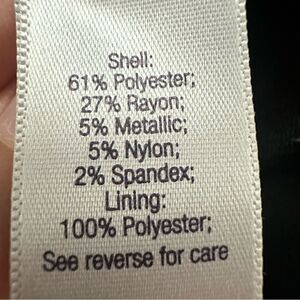 Shell:
61% Polyester;
27% Rayon;
5% Metallic;
5% Nylon;
2% Spandex;
Lining:
100% Polyester;
See reverse for care